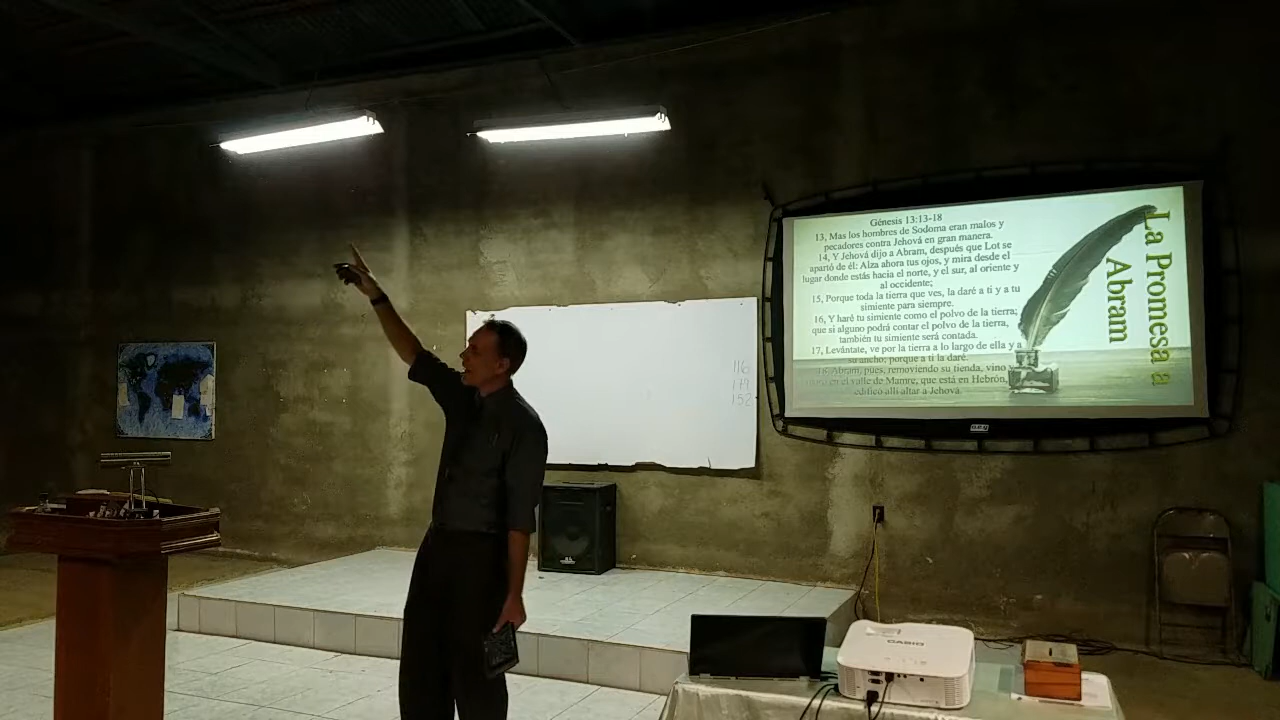 Génesis 13:13-18
13, Mas los hombres de Sodoma eran malos y
pecadores contra Jehová en gran manera.
14, Y Jehová dijo a Abram, después que Lot se
apartó de él: Alza ahora tus ojos, y mira desde el
lugar donde estás hacia el norte, y el sur, al oriente y
al occidente;
15, Porque toda la tierra que ves, la daré a ti y a tu
simiente para siempre.
16, Y haré tu simiente como el polvo de la tierra;
que si alguno podrá contar el polvo de la tierra,
también tu simiente será contada.
17, Levántate, ve por la tierra a lo largo de ella y a
su ancho; porque a ti la daré.
18, Abram, pues, removiendo su tienda, vino
en el valle de Mamre, que está en Hebrón,
edificó allí altar a Jehová.
La Promesa a
Abram
116
179
152
CASIO